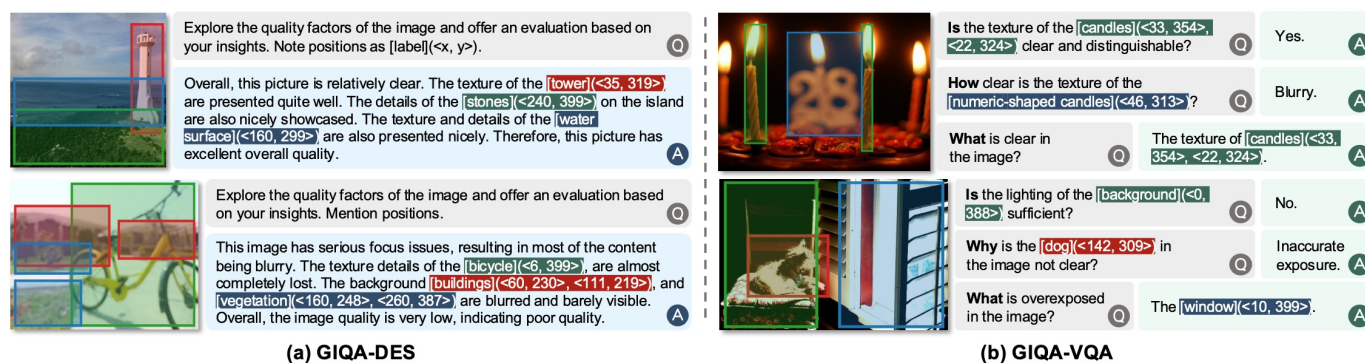 Explore the quality factors of the image and offer an evaluation based
on your insights. Note positions as [label](<x, y>).
Q
Overall, this picture is relatively clear. The texture of the [tower](<35, 319>)
are presented quite well. The details of the [stones](<240, 399>) on the island
are also nicely showcased. The texture and details of the [water
surface](<160, 299>) are also presented nicely. Therefore, this picture has
excellent overall quality.
A
Explore the quality factors of the image and offer an evaluation based
on your insights. Mention positions.
Q
This image has serious focus issues, resulting in most of the content
being blurry. The texture details of the [bicycle](<6, 399>), are almost
completely lost. The background [buildings](<60, 230>, <111, 219>), and
[vegetation](<160, 248>, <260, 387>) are blurred and barely visible.
Overall, the image quality is very low, indicating poor quality.
A
(a) GIQA-DES
28
Is the texture of the [candles](<33, 354>,
<22, 324>) clear and distinguishable?
Q
Yes.
A
How clear is the texture of the
[numeric-shaped candles](<46, 313>)?
Q
Blurry.
A
What is clear in
the image?
Q
The texture of [candles](<33,
354>, <22, 324>).
A
Is the lighting of the [background](<0,
388>) sufficient?
Q
No.
A
Why is the [dog](<142, 309>) in
the image not clear?
Q
Inaccurate
exposure.
A
What is overexposed
in the image?
Q
The [window](<10, 399>).
A
(b) GIQA-VQA